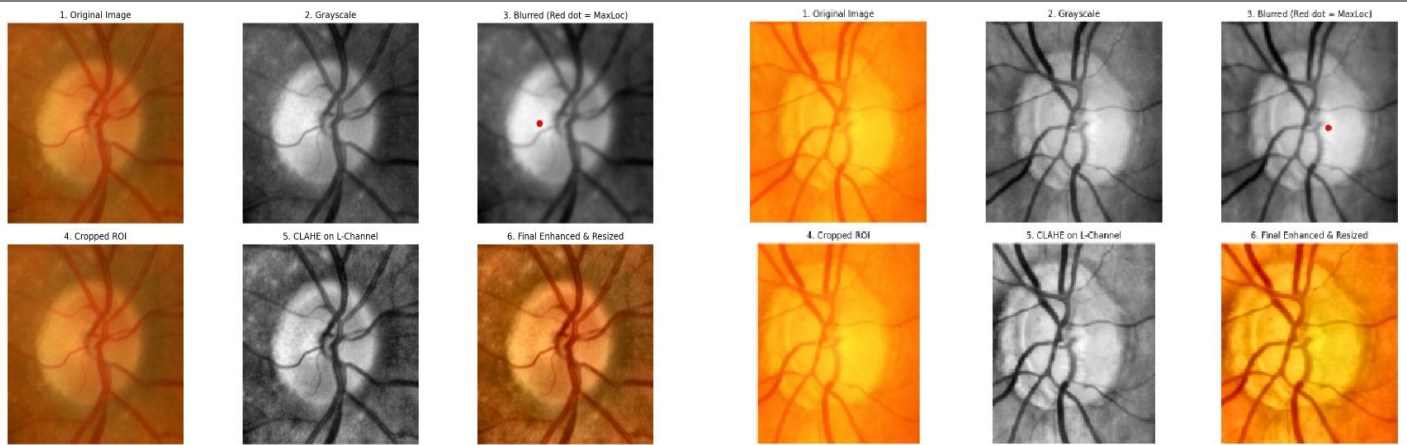 1. Original Image
2. Grayscale
3. Blurred (Red dot = MaxLoc)
4. Cropped ROI
5. CLAHE on L-Channel
6. Final Enhanced & Resized
1. Original Image
2. Grayscale
3. Blurred (Red dot = MaxLoc)
4. Cropped ROI
5. CLAHE on L-Channel
6. Final Enhanced & Resized